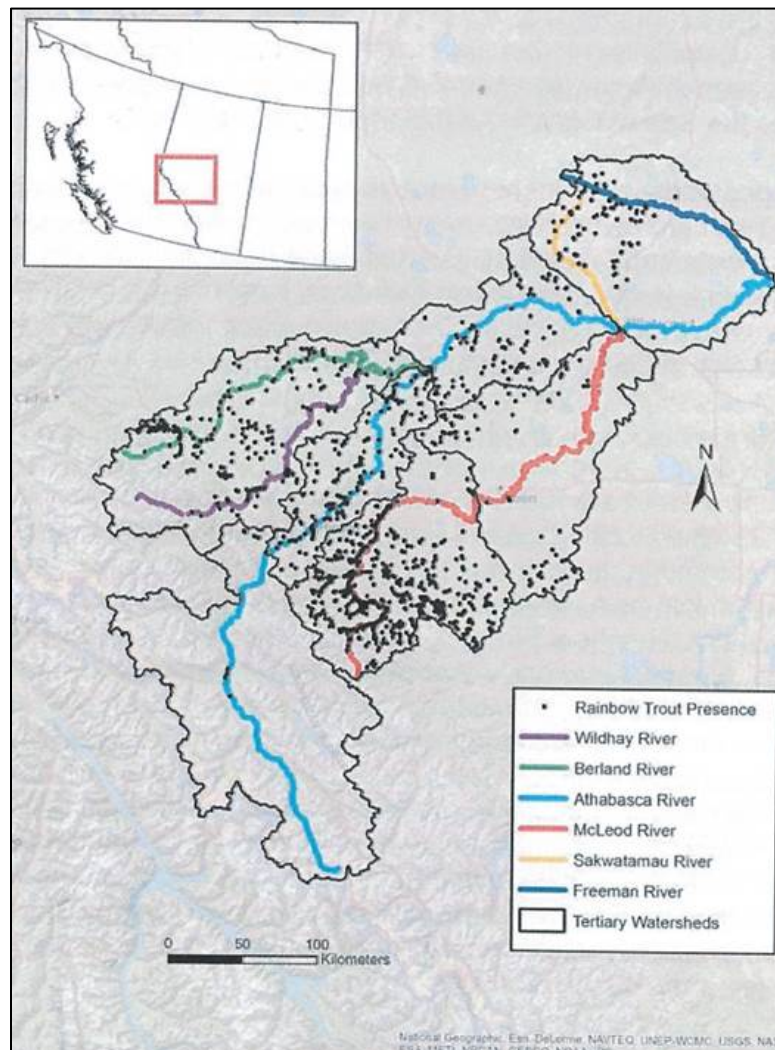 N
Rainbow Trout Presence
Wildhay River
Berland River
Athabasca River
McLeod River
Sakwatamau River
Freeman River
Tertiary Watersheds
0 50 100
Kilometers
National Geographic, Esri, DeLorme, NAVTEQ, UNEP-WCMC, USGS, NA